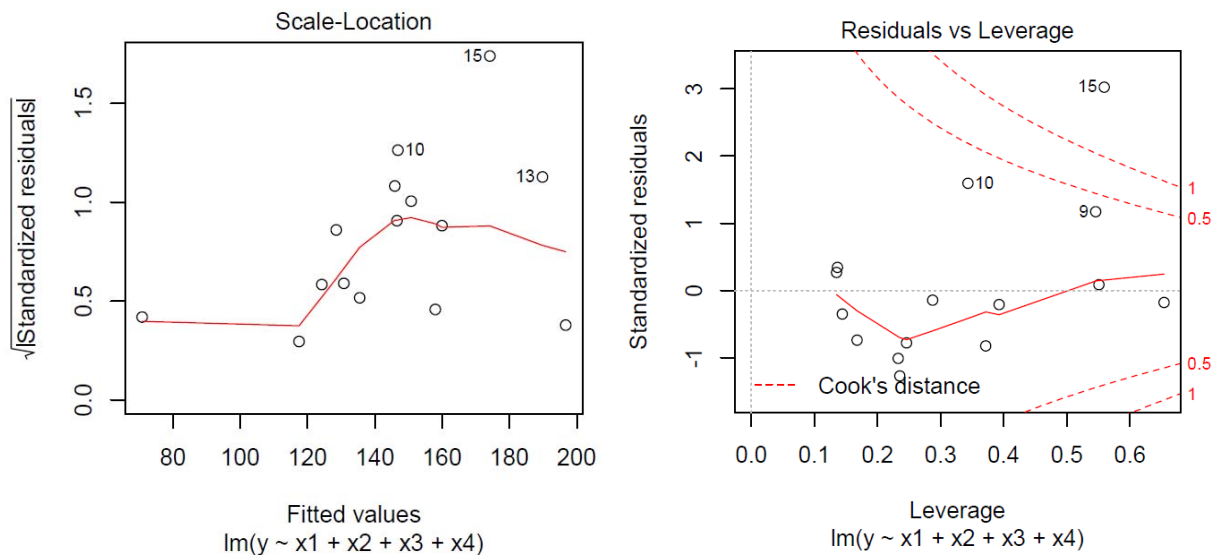 Scale-Location
√|Standardized residuals|
0.0 0.5 1.0 1.5
15
10
13
80 100 120 140 160 180 200
Fitted values
lm(y ~ x1 + x2 + x3 + x4)
Residuals vs Leverage
Standardized residuals
-1 0 1 2 3
15
10
9
1
0.5
0.5
1
Cook's distance
0.0 0.1 0.2 0.3 0.4 0.5 0.6
Leverage
lm(y ~ x1 + x2 + x3 + x4)